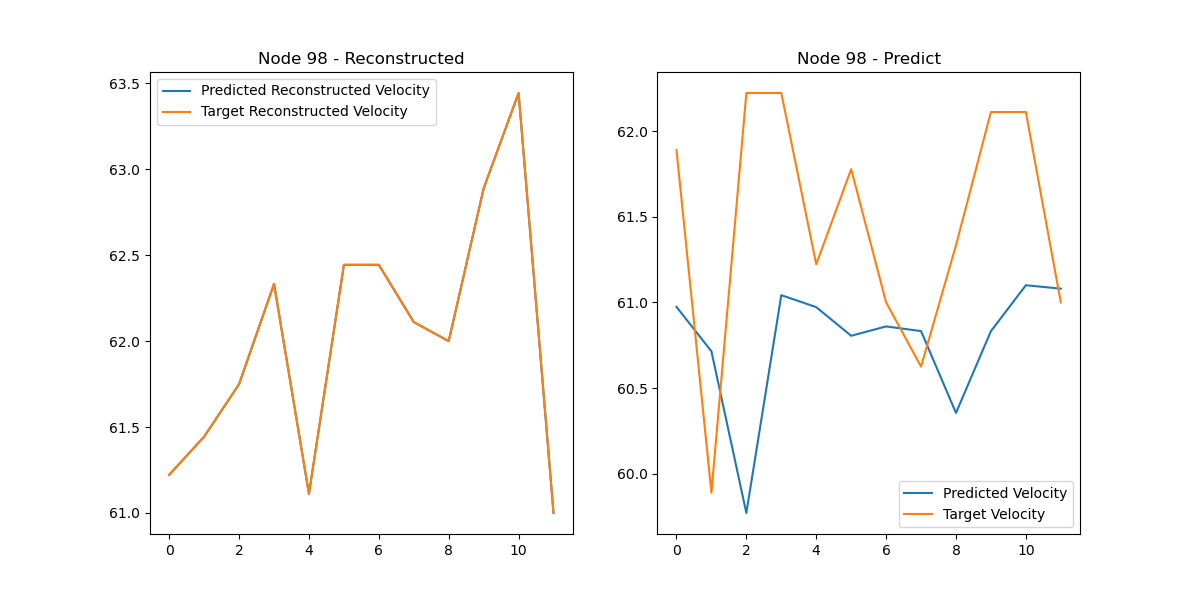 Node 98 - Reconstructed
63.5
63.0
62.5
62.0
61.5
61.0
0 2 4 6 8 10
Predicted Reconstructed Velocity
Target Reconstructed Velocity
Node 98 - Predict
62.0
61.5
61.0
60.5
60.0
0 2 4 6 8 10
Predicted Velocity
Target Velocity